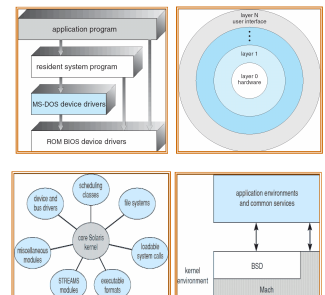 application program
resident system program
MS-DOS device drivers
ROM BIOS device drivers
layer N
user interface
layer 1
layer 0
hardware
scheduling
classes
device and
bus drivers
file systems
core Solaris
kernel
miscellaneous
modules
loadable
system calls
STREAMS
modules
executable
formats
application environments
and common services
kernel
environment
BSD
Mach